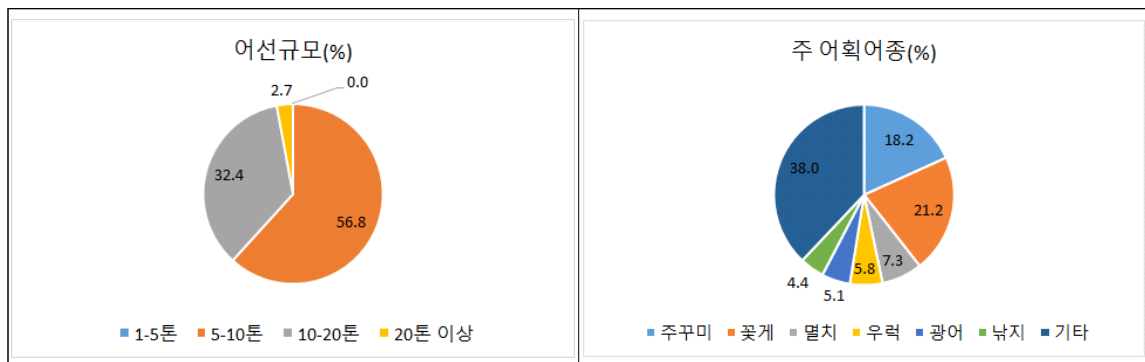 어선규모(%)
0.0
2.7
32.4
56.8
1-5톤 5-10톤 10-20톤 20톤 이상
주 어획어종(%)
18.2
38.0
21.2
7.3
5.8
4.4
5.1
주꾸미 꽃게 멸치 우럭 광어 낚지 기타